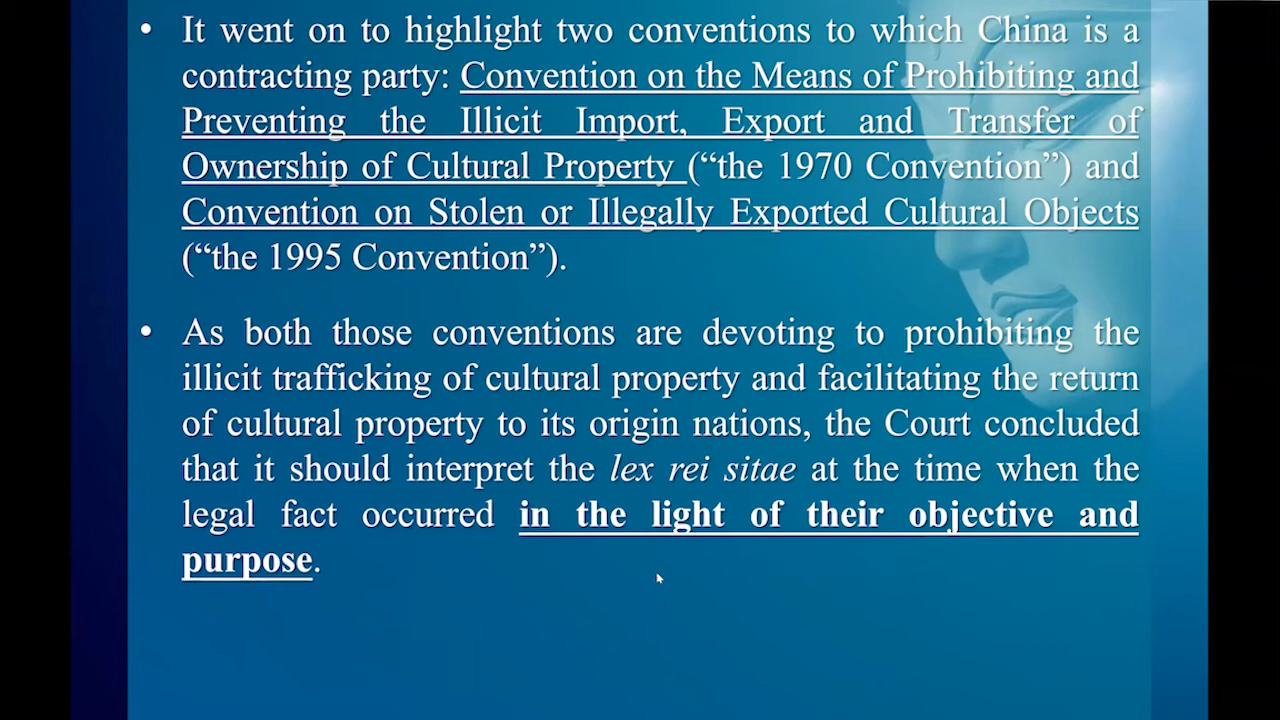 • It went on to highlight two conventions to which China is a
contracting party: Convention on the Means of Prohibiting and
Preventing the Illicit Import, Export and Transfer of
Ownership of Cultural Property (“the 1970 Convention”) and
Convention on Stolen or Illegally Exported Cultural Objects
(“the 1995 Convention”).
• As both those conventions are devoting to prohibiting the
illicit trafficking of cultural property and facilitating the return
of cultural property to its origin nations, the Court concluded
that it should interpret the lex rei sitae at the time when the
legal fact occurred in the light of their objective and
purpose.